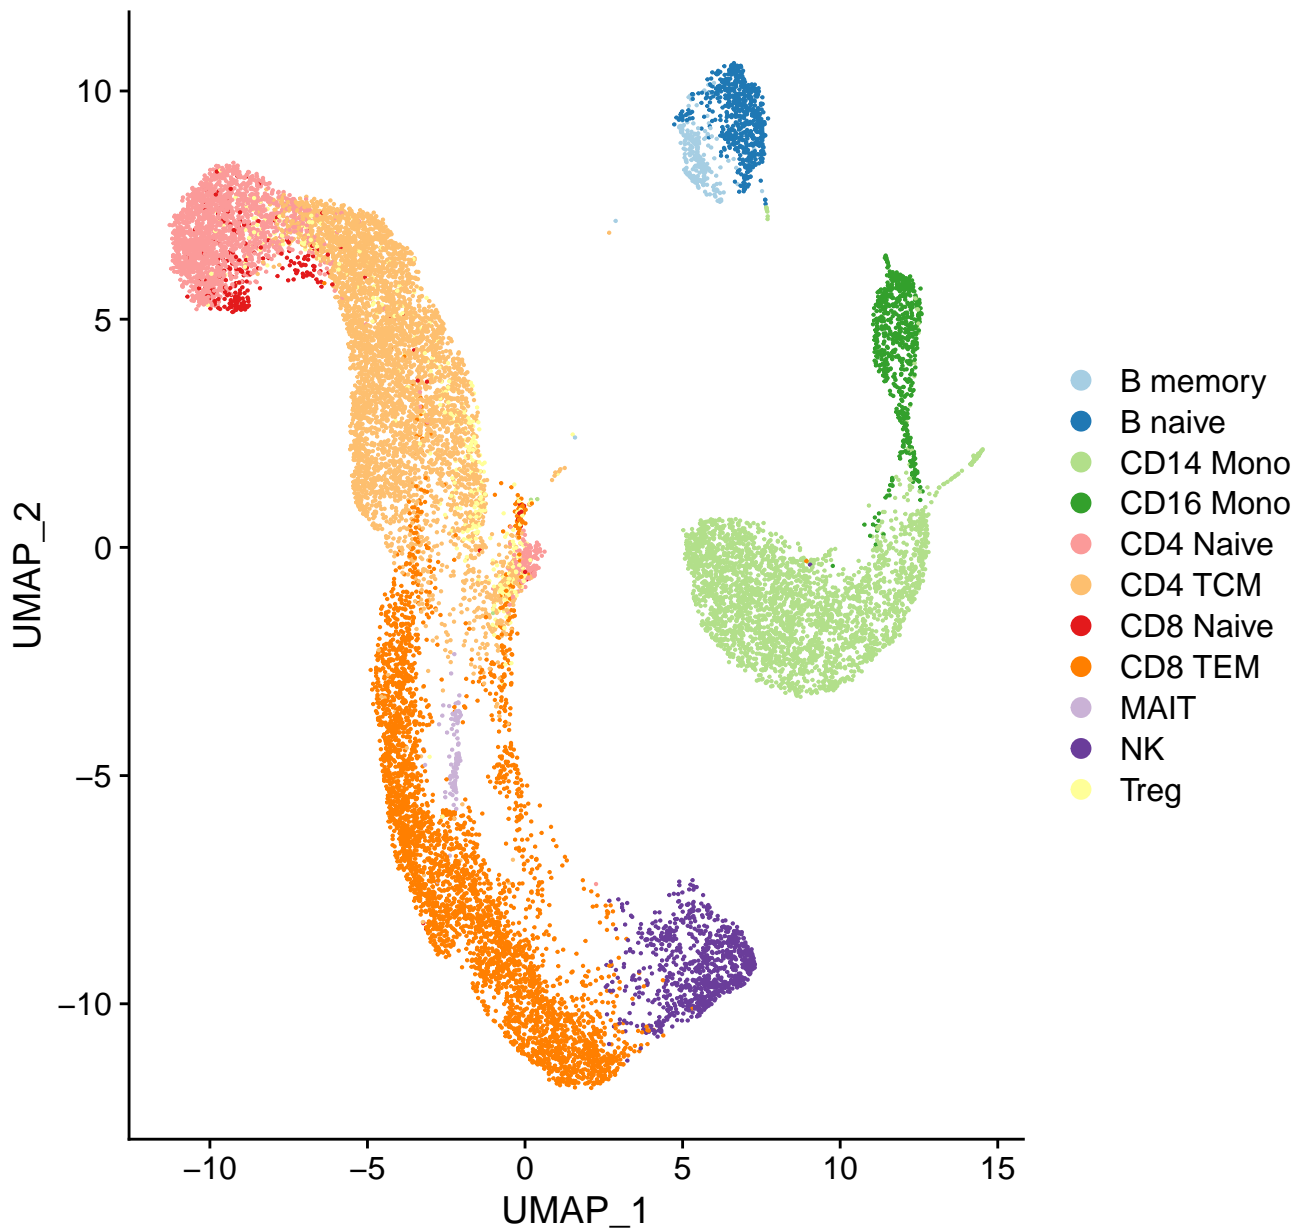 UMAP_2
10
5
0
−5
−10
−10
−5
0
5
10
15
UMAP_1
B memory
B naive
CD14 Mono
CD16 Mono
CD4 Naive
CD4 TCM
CD8 Naive
CD8 TEM
MAIT
NK
Treg